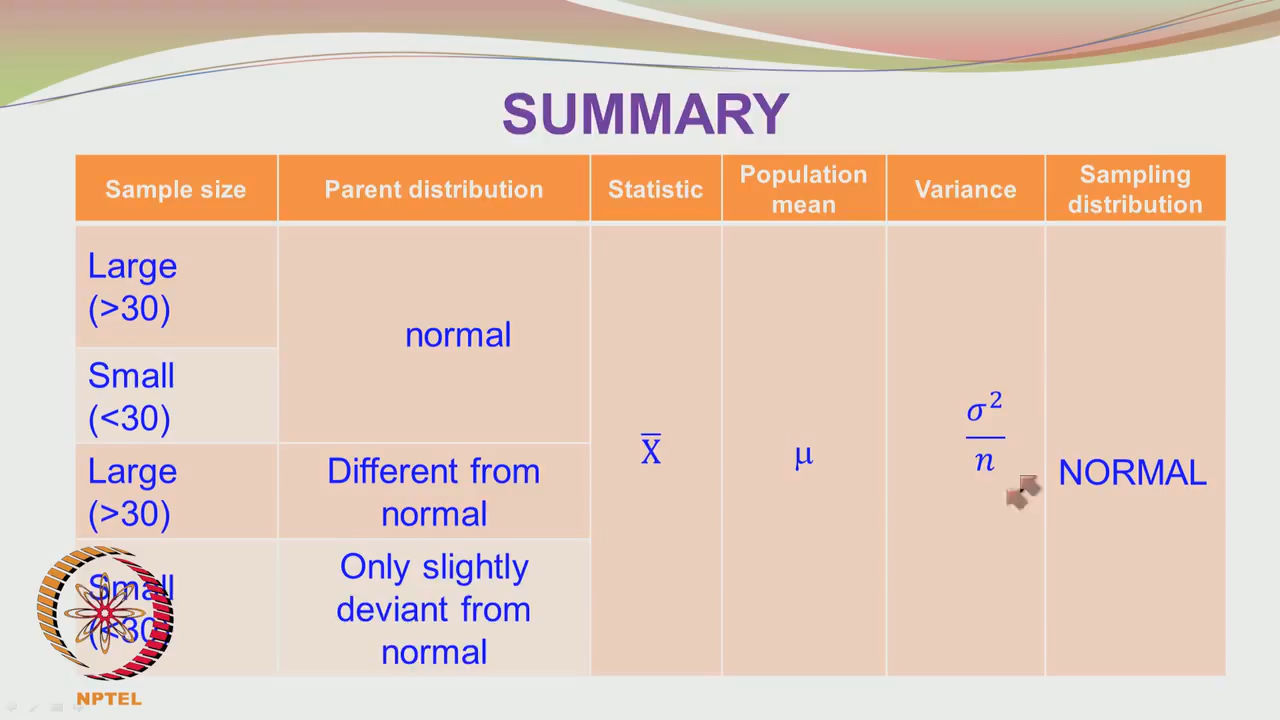 SUMMARY
Sample size
Parent distribution
Statistic
Population
mean
Variance
Sampling
distribution
Large
(>30)
normal
Small
(<30)
Large
(>30)
Different from
normal
Small
(<30)
Only slightly
deviant from
normal
X̅
μ
σ²
n
NORMAL
NPTEL